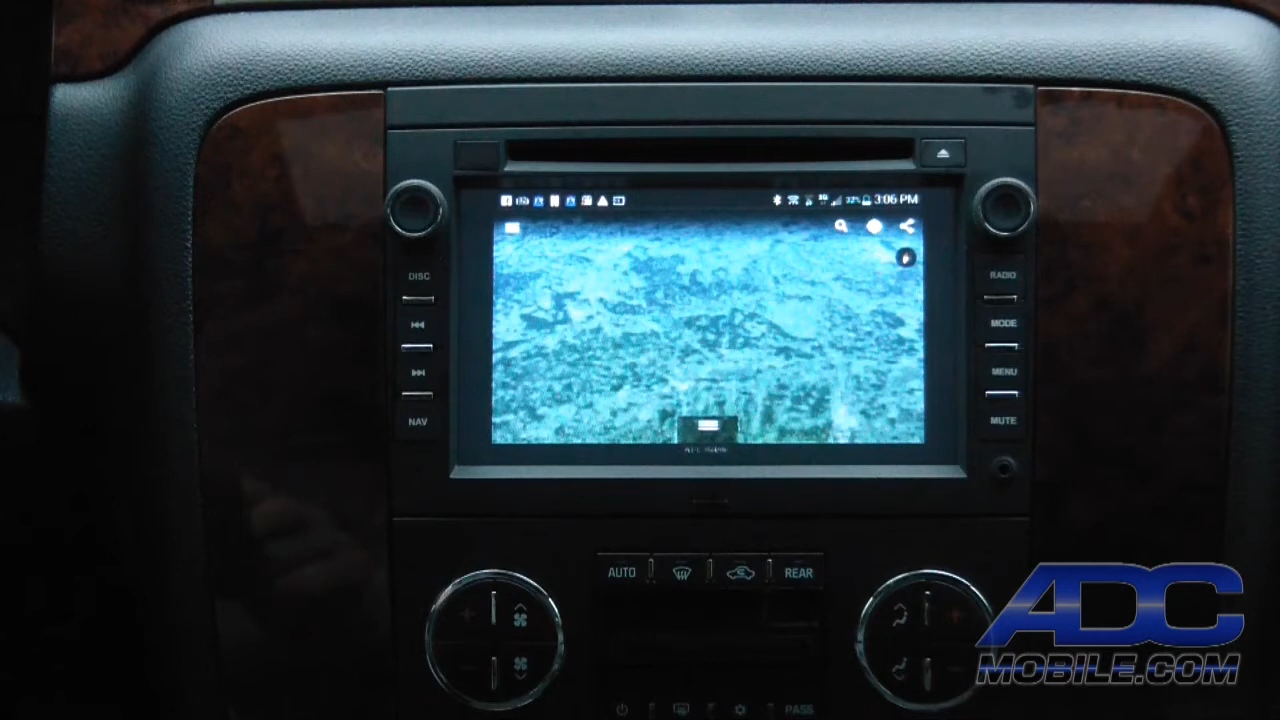 3:06 PM
DISC
RADIO
MODE
MENU
NAV
MUTE
AUTO
REAR
PASS
ADC
MOBILE.COM